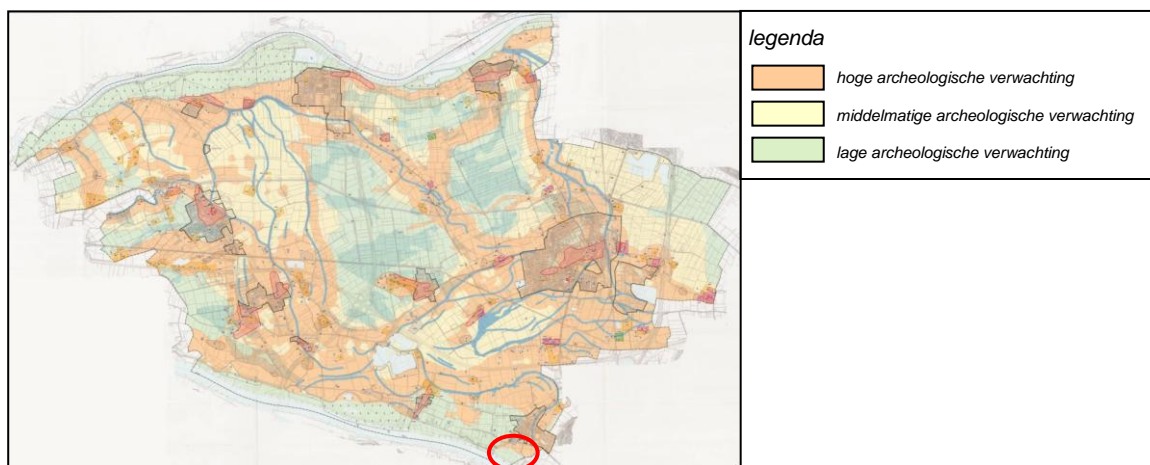 legenda
hoge archeologische verwachting
middelmatige archeologische verwachting
lage archeologische verwachting